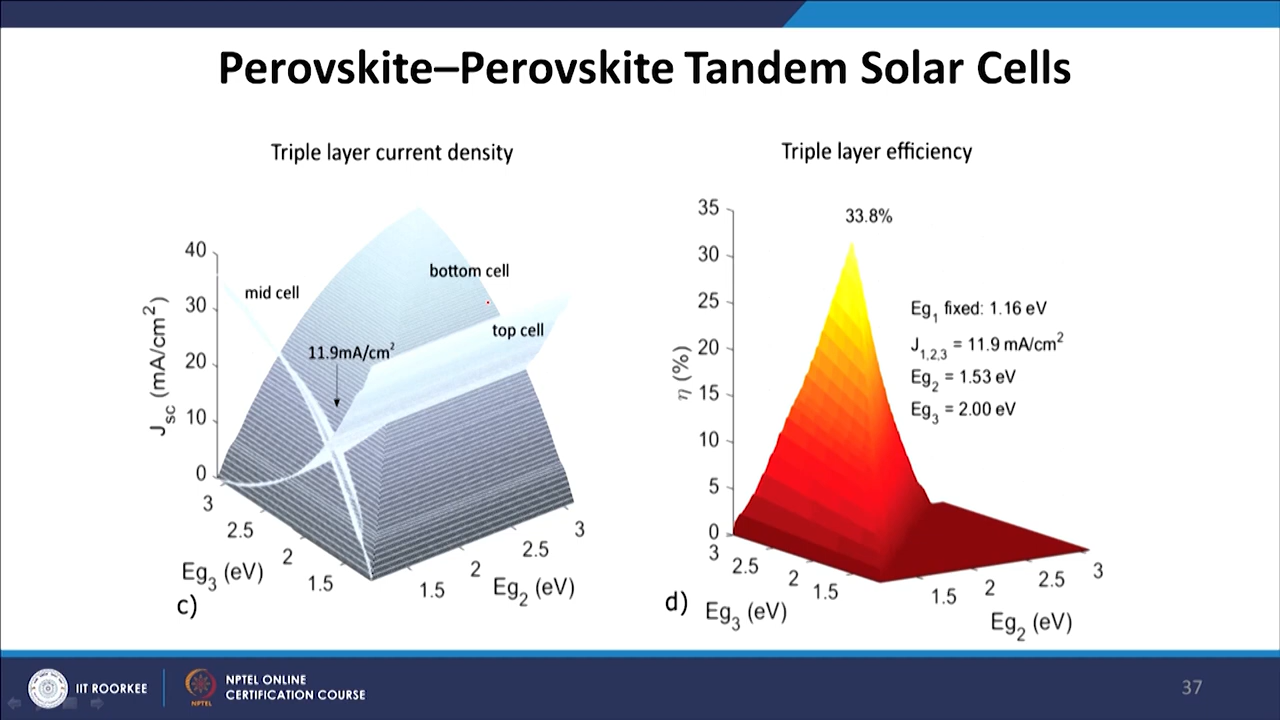 Perovskite–Perovskite Tandem Solar Cells
Triple layer current density
40
30
20
10
0
J_sc (mA/cm²)
mid cell
bottom cell
top cell
11.9mA/cm²
3
2.5
2
1.5
Eg₃ (eV)
1.5
2
2.5
3
Eg₂ (eV)
c)
Triple layer efficiency
35
30
25
20
15
10
5
0
η (%)
33.8%
Eg₁ fixed: 1.16 eV
J₁,₂,₃ = 11.9 mA/cm²
Eg₂ = 1.53 eV
Eg₃ = 2.00 eV
3
2.5
2
1.5
Eg₃ (eV)
1.5
2
2.5
3
Eg₂ (eV)
d)
IIT ROORKEE
NPTEL
NPTEL ONLINE
CERTIFICATION COURSE
37